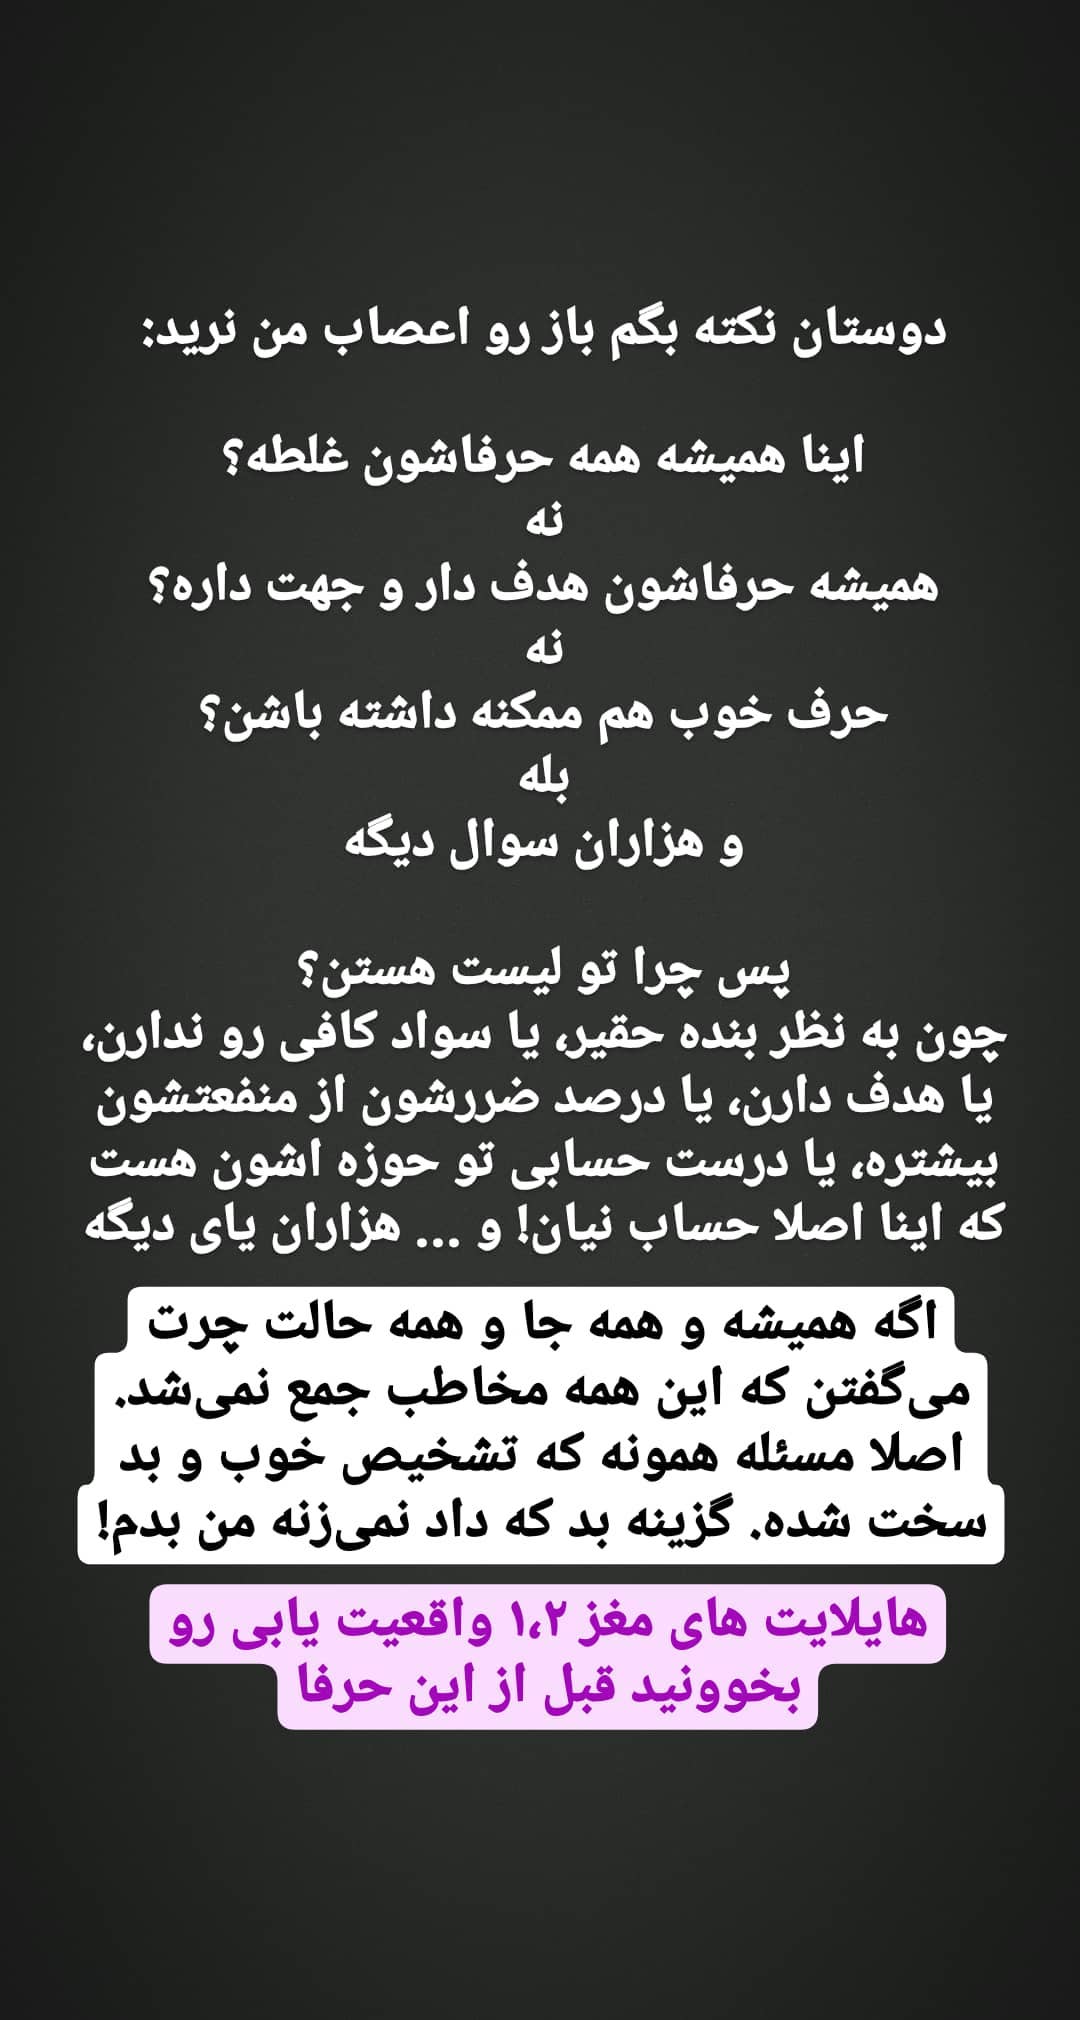 دوستان نکته بگم باز رو اعصاب من نرید:
اینا همیشه همه حرفاشون غلطه؟
نه
همیشه حرفاشون هدف دار و جهت داره؟
نه
حرف خوب هم ممکنه داشته باشن؟
بله
و هزاران سوال دیگه
پس چرا تو لیست هستن؟
چون به نظر بنده حقیر، یا سواد کافی رو ندارن،
یا هدف دارن، یا درصد ضررشون از منفعتشون
بیشتره، یا درست حسابی تو حوزه اشون هست
که اینا اصلا حساب نیان! و ... هزاران یای دیگه
اگه همیشه و همه جا و همه حالت چرت
می‌گفتن که این همه مخاطب جمع نمی‌شد.
اصلا مسئله همونه که تشخیص خوب و بد
سخت شده. گزینه بد که داد نمی‌زنه من بدم!
هایلایت های مغز ۱،۲ واقعیت یابی رو
بخوونید قبل از این حرفا